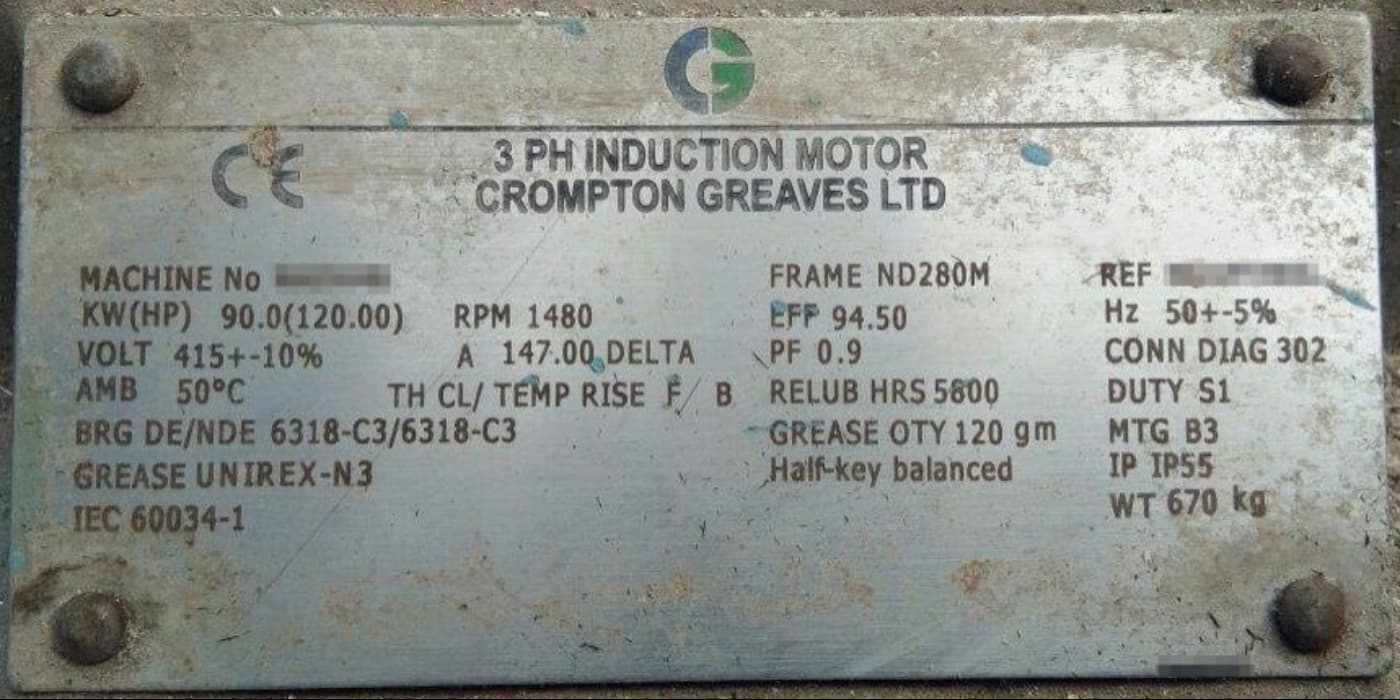 CG
CE
3 PH INDUCTION MOTOR
CROMPTON GREAVES LTD
MACHINE No FRAME ND280M REF
KW(HP) 90.0(120.00) RPM 1480 EFF 94.50 Hz 50+-5%
VOLT 415+-10% A 147.00 DELTA PF 0.9 CONN DIAG 302
AMB 50°C TH CL/ TEMP RISE F/ B RELUB HRS 5800 DUTY S1
BRG DE/NDE 6318-C3/6318-C3 GREASE QTY 120 gm MTG B3
GREASE UNIREX-N3 Half-key balanced IP IP55
IEC 60034-1 WT 670 kg